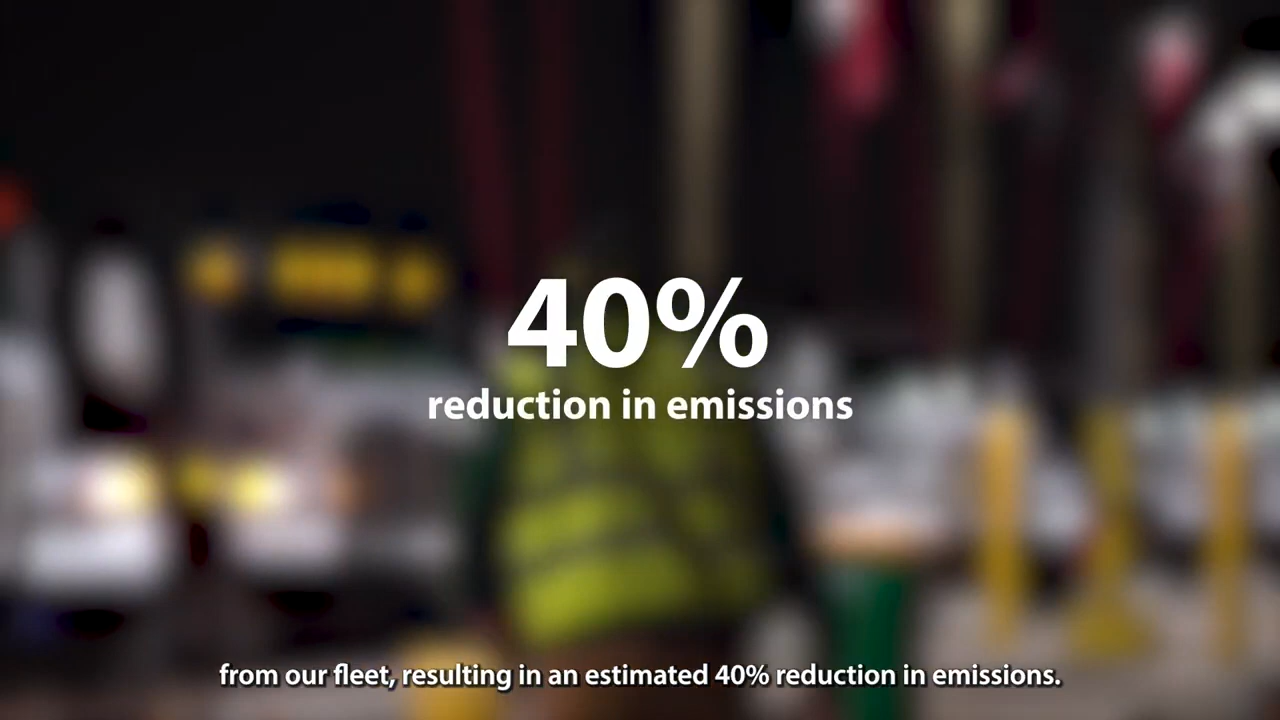 40%
reduction in emissions
from our fleet, resulting in an estimated 40% reduction in emissions.